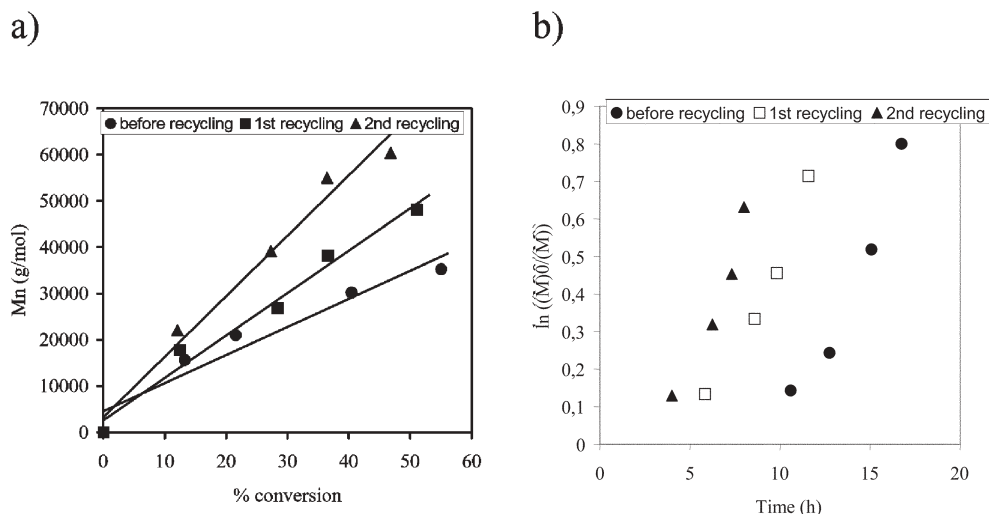 a)
70000
60000
50000
40000
30000
20000
10000
0
Mn (g/mol)
before recycling 1st recycling 2nd recycling
0 10 20 30 40 50 60
% conversion
b)
0,9
0,8
0,7
0,6
0,5
0,4
0,3
0,2
0,1
0
ln ((M)0/(M))
before recycling 1st recycling 2nd recycling
0 5 10 15 20
Time (h)